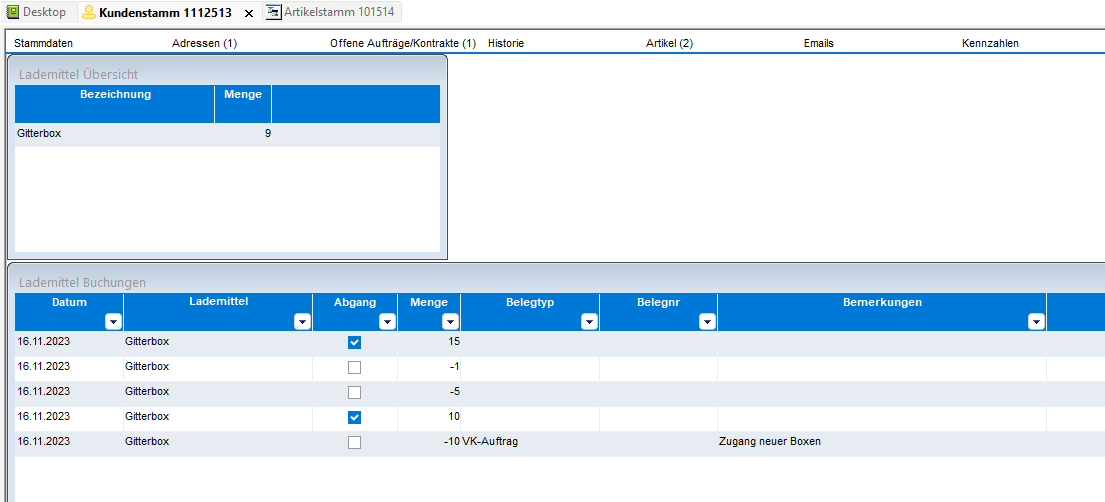 Desktop Kundenstamm 1112513 Artikelstamm 101514
Stammdaten Adressen (1) Offene Aufträge/Kontrakte (1) Historie Artikel (2) Emails Kennzahlen
Lademittel Übersicht
Bezeichnung Menge
Gitterbox 9
Lademittel Buchungen
Datum Lademittel Abgang Menge Belegtyp Belegnr Bemerkungen
16.11.2023 Gitterbox 15
16.11.2023 Gitterbox -1
16.11.2023 Gitterbox -5
16.11.2023 Gitterbox 10
16.11.2023 Gitterbox -10 VK-Auftrag Zugang neuer Boxen